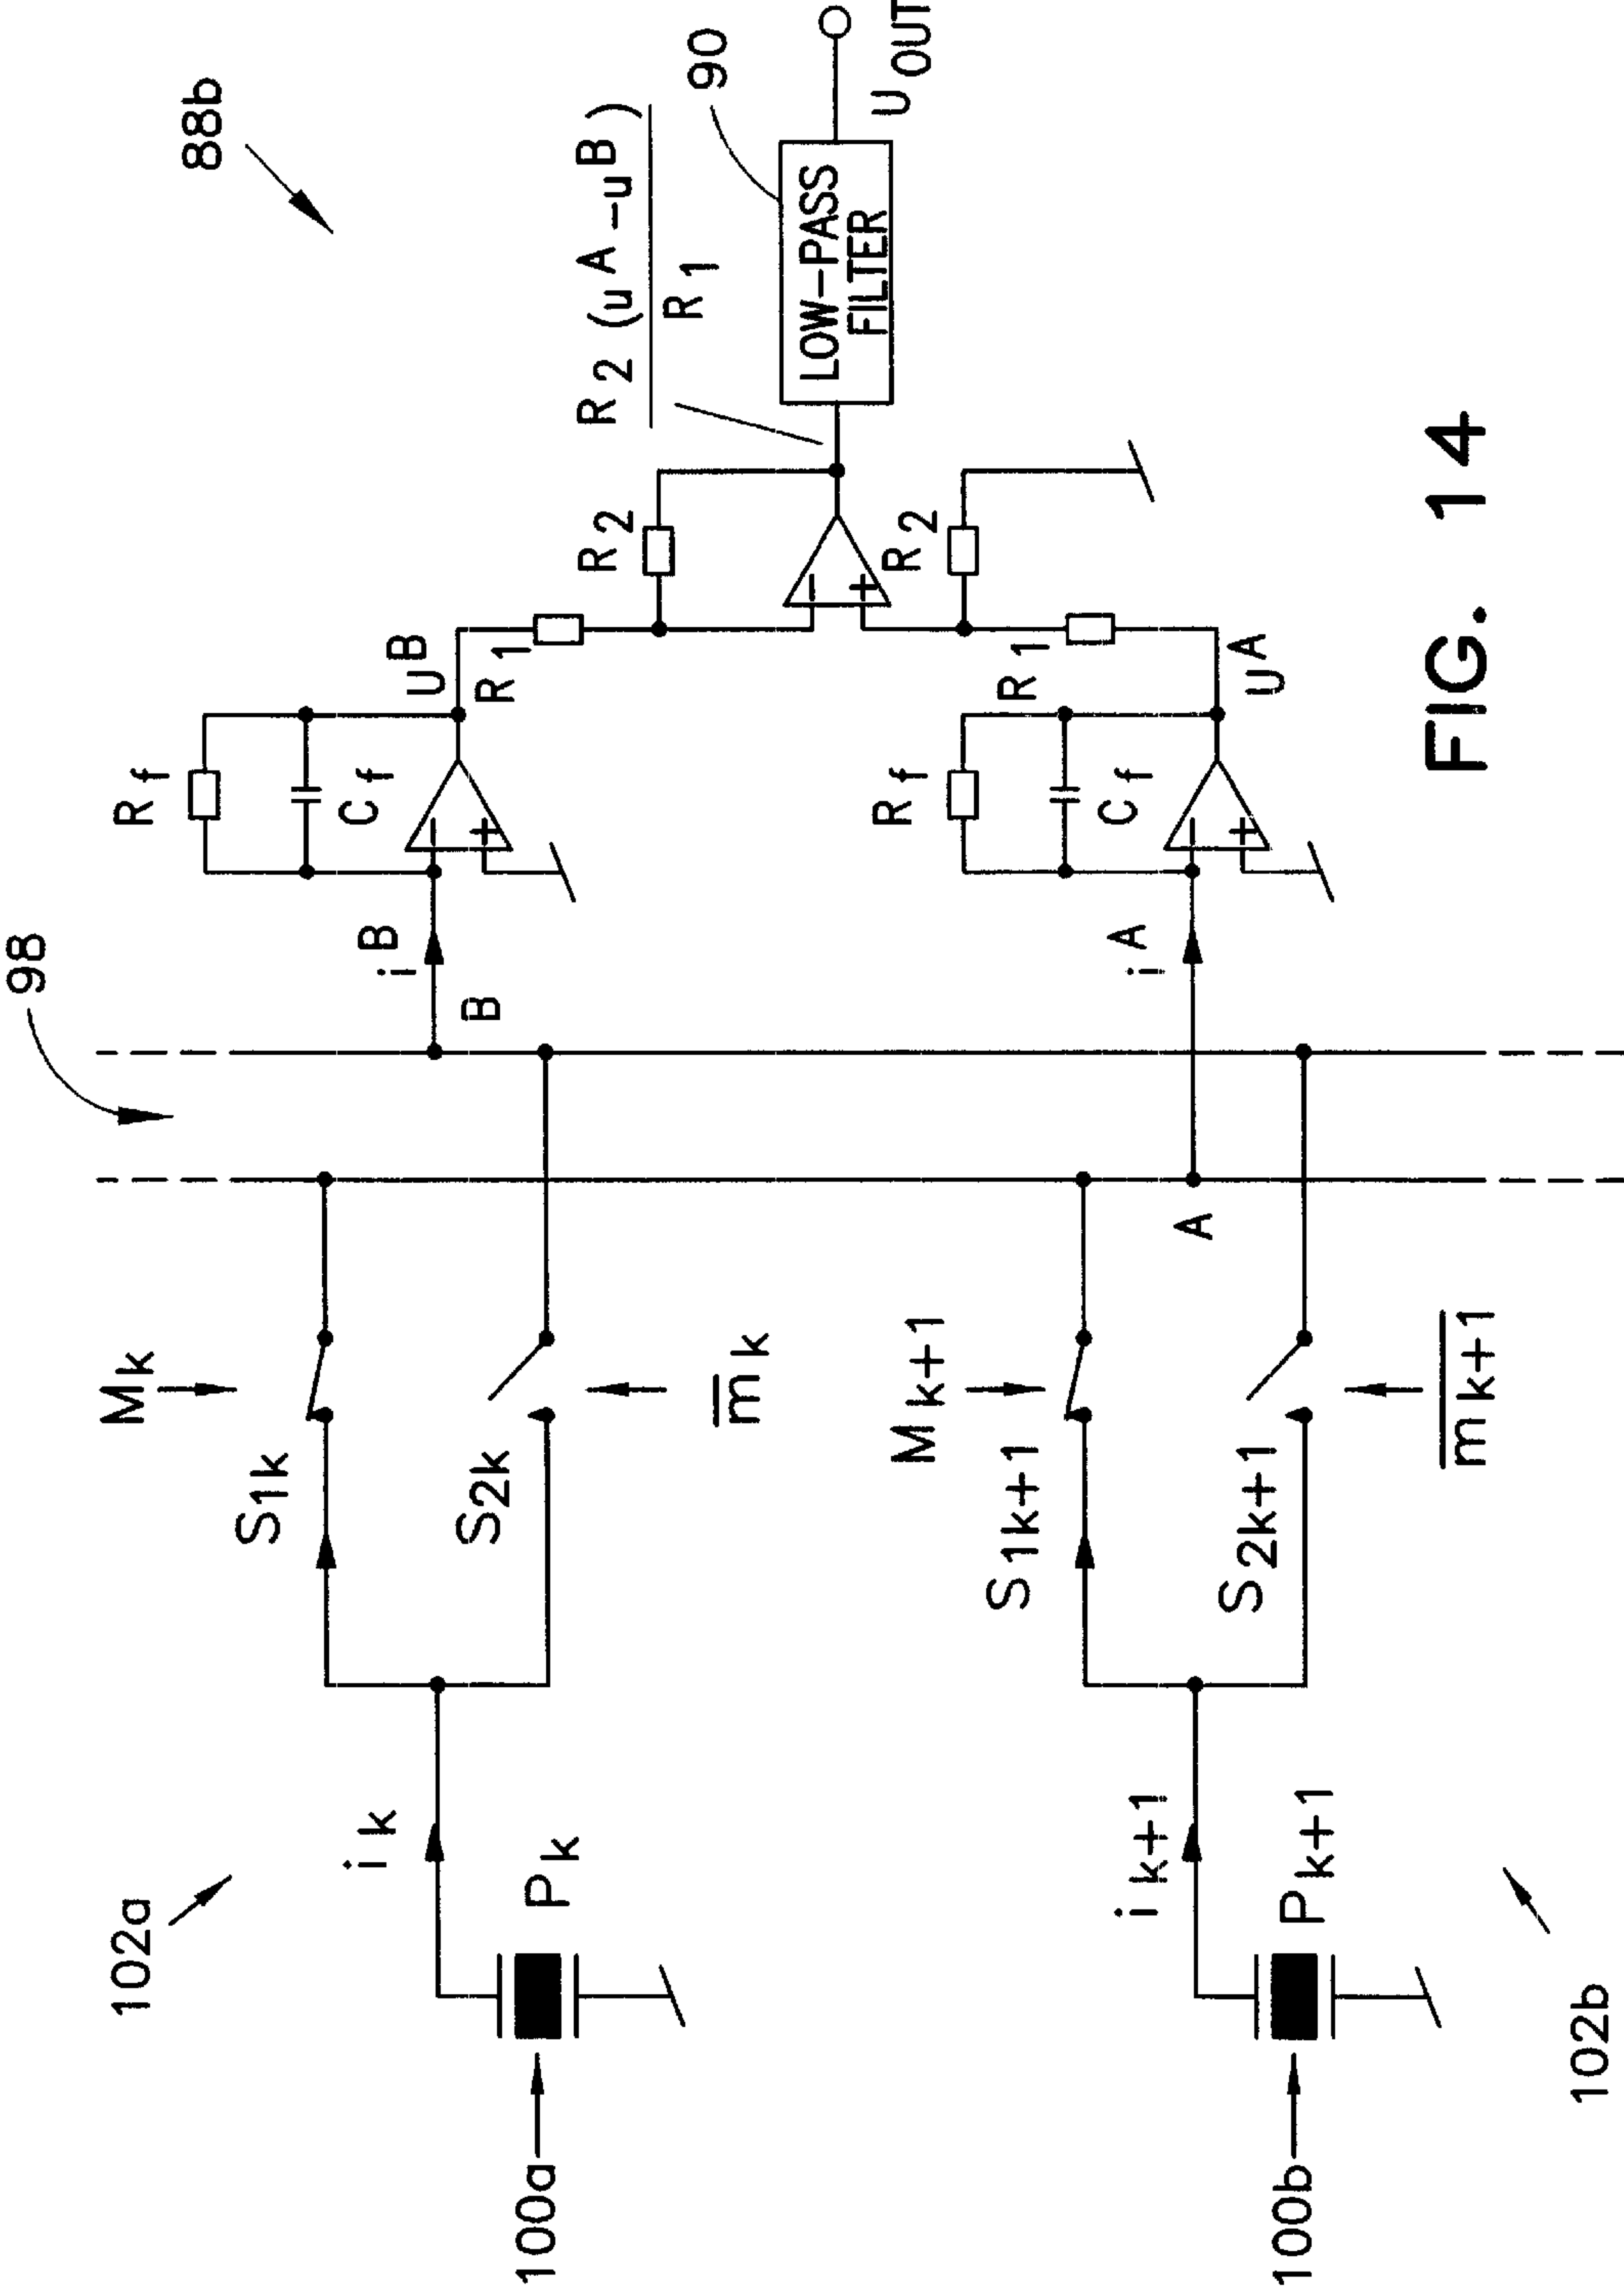 88b
98
102a
100a
i k
P k
S 1k
M k
S 2k
m̅ k
B
i B
R f
C f
U B
R 1
R 2
R 2 (u A -u B )
R 1
90
LOW-PASS
FILTER
U OUT
102b
100b
i k+1
P k+1
S 1k+1
M k+1
S 2k+1
m̅ k+1
A
i A
R f
C f
U A
R 1
R 2
FIG. 14